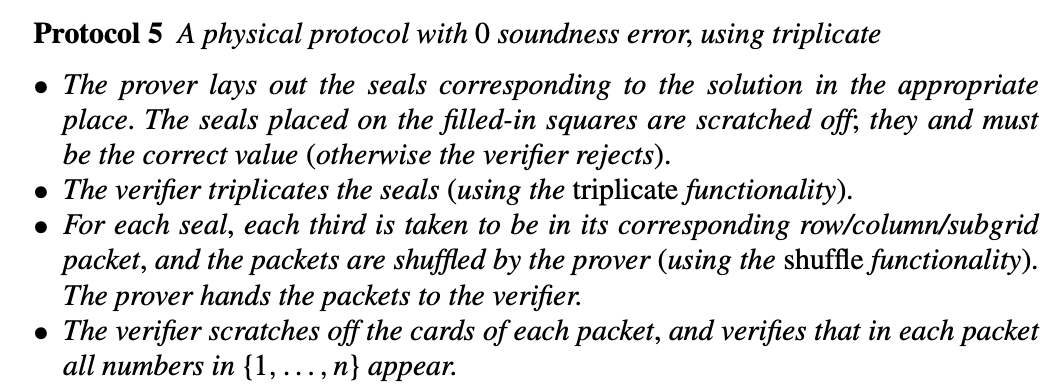 Protocol 5 A physical protocol with 0 soundness error, using triplicate
• The prover lays out the seals corresponding to the solution in the appropriate
place. The seals placed on the filled-in squares are scratched off; they and must
be the correct value (otherwise the verifier rejects).
• The verifier triplicates the seals (using the triplicate functionality).
• For each seal, each third is taken to be in its corresponding row/column/subgrid
packet, and the packets are shuffled by the prover (using the shuffle functionality).
The prover hands the packets to the verifier.
• The verifier scratches off the cards of each packet, and verifies that in each packet
all numbers in {1, . . . , n} appear.